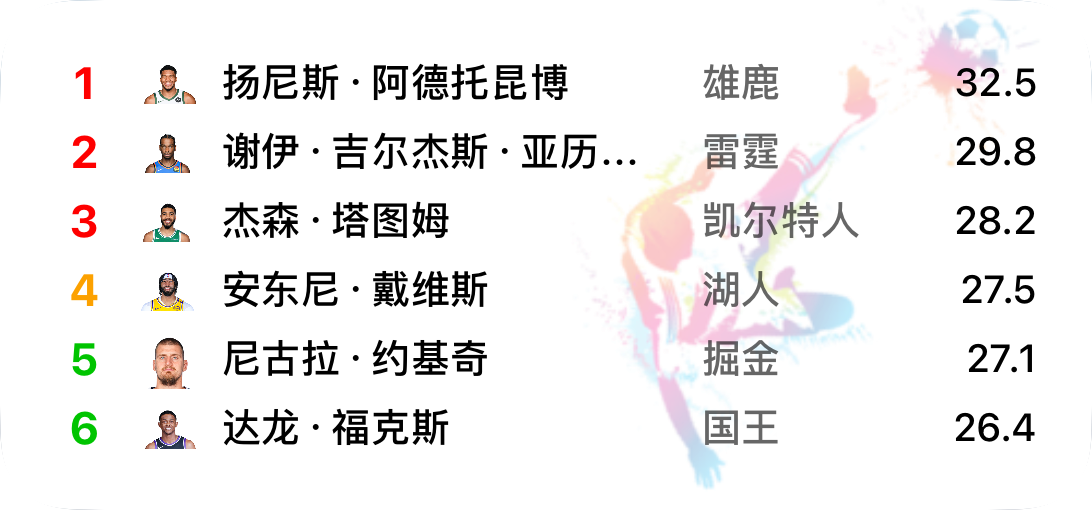 1 扬尼斯·阿德托昆博 雄鹿 32.5
2 谢伊·吉尔杰斯·亚历... 雷霆 29.8
3 杰森·塔图姆 凯尔特人 28.2
4 安东尼·戴维斯 湖人 27.5
5 尼古拉·约基奇 掘金 27.1
6 达龙·福克斯 国王 26.4